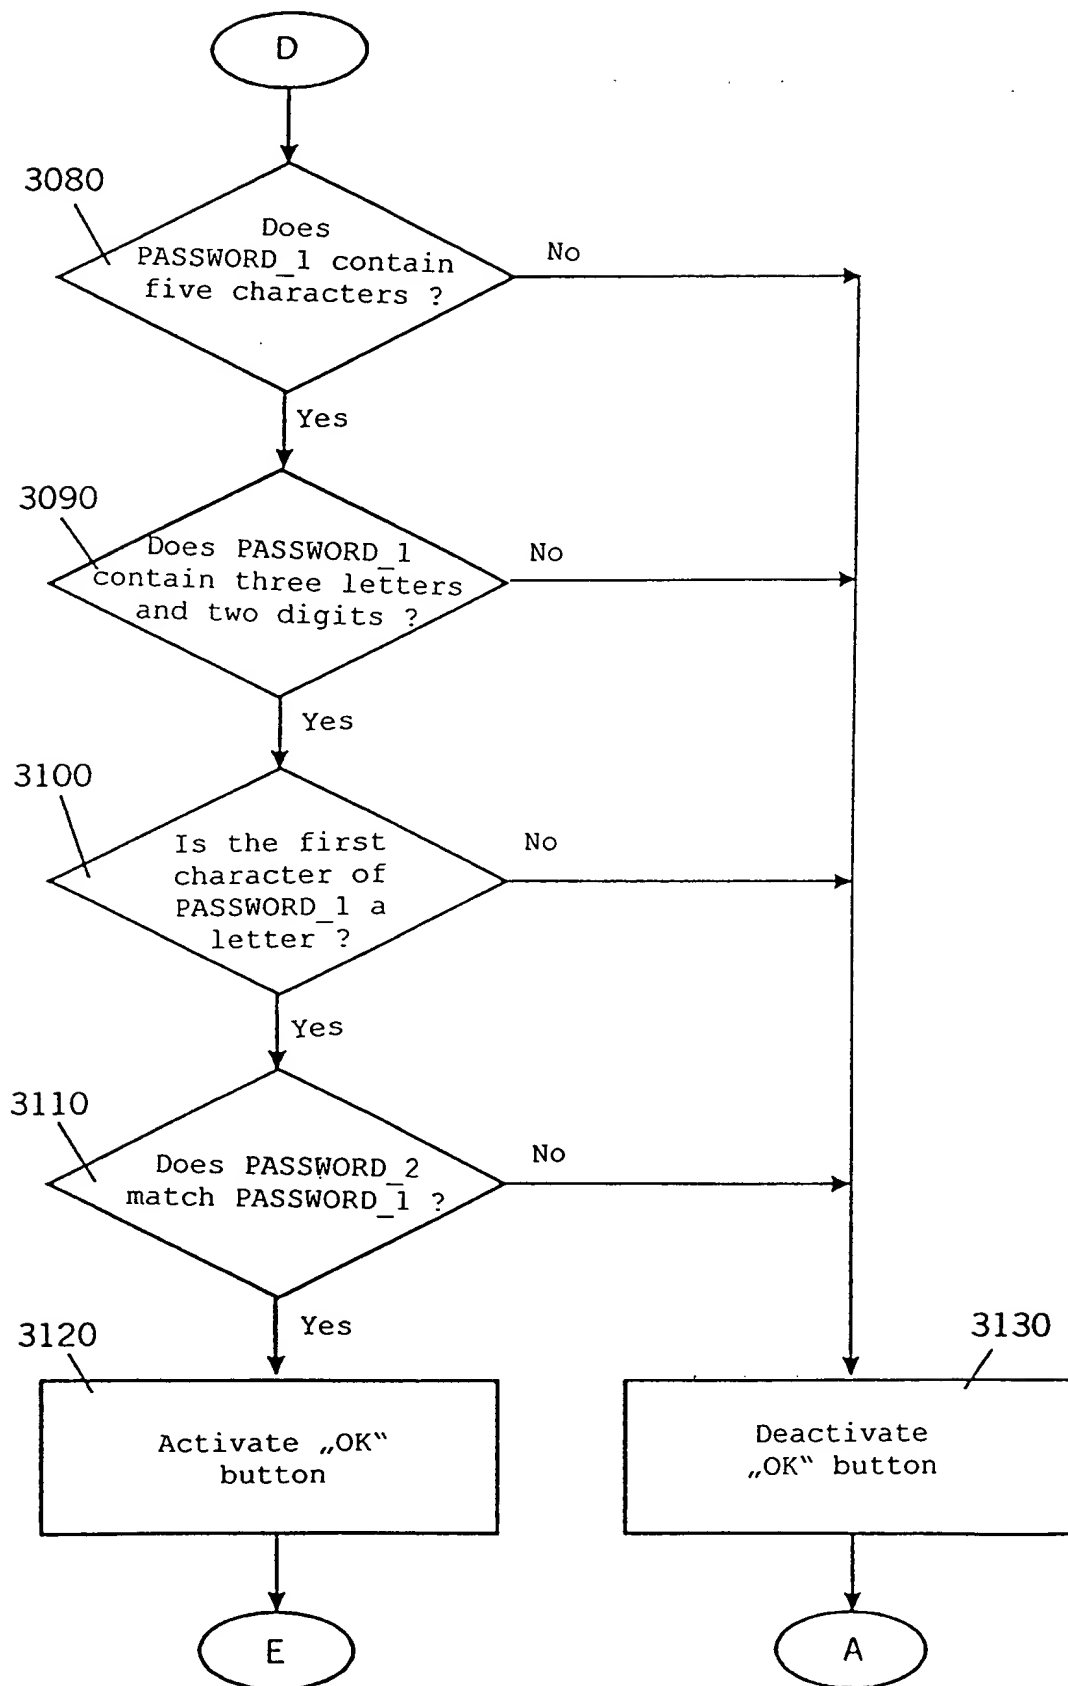 D
3080
Does
PASSWORD_1 contain
five characters ?
No
Yes
3090
Does PASSWORD_1
contain three letters
and two digits ?
No
Yes
3100
Is the first
character of
PASSWORD_1 a
letter ?
No
Yes
3110
Does PASSWORD_2
match PASSWORD_1 ?
No
Yes
3120
Activate „OK‟
button
3130
Deactivate
„OK‟ button
E
A